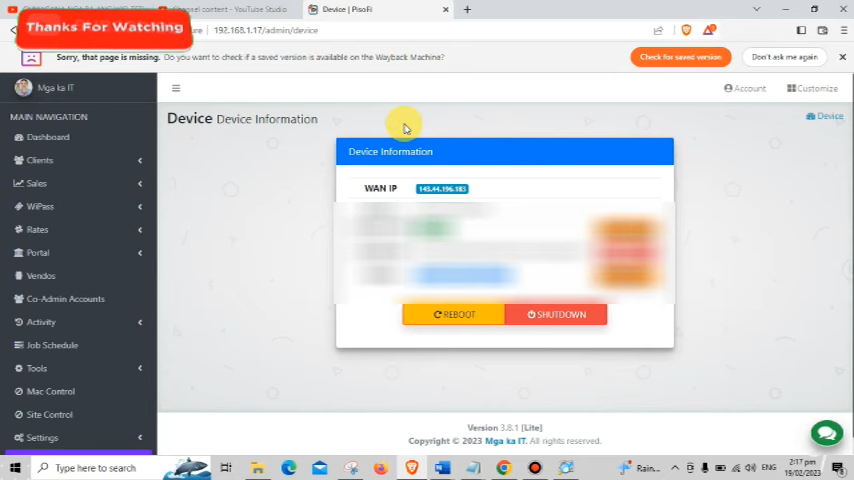 Channel content - YouTube Studio
Device | PisoFi
Thanks For Watching
192.168.1.17/admin/device
Sorry, that page is missing. Do you want to check if a saved version is available on the Wayback Machine?
Check for saved version
Don't ask me again
Mga ka IT
Account
Customize
MAIN NAVIGATION
Device Device Information
Device
Dashboard
Clients
Sales
WiPass
Rates
Portal
Vendos
Co-Admin Accounts
Activity
Job Schedule
Tools
Mac Control
Site Control
Settings
Device Information
WAN IP 143.44.196.183
REBOOT
SHUTDOWN
Version 3.8.1 [Lite]
Copyright © 2023 Mga ka IT. All rights reserved.
Type here to search
Rain...
ENG
2:17 pm
19/02/2023